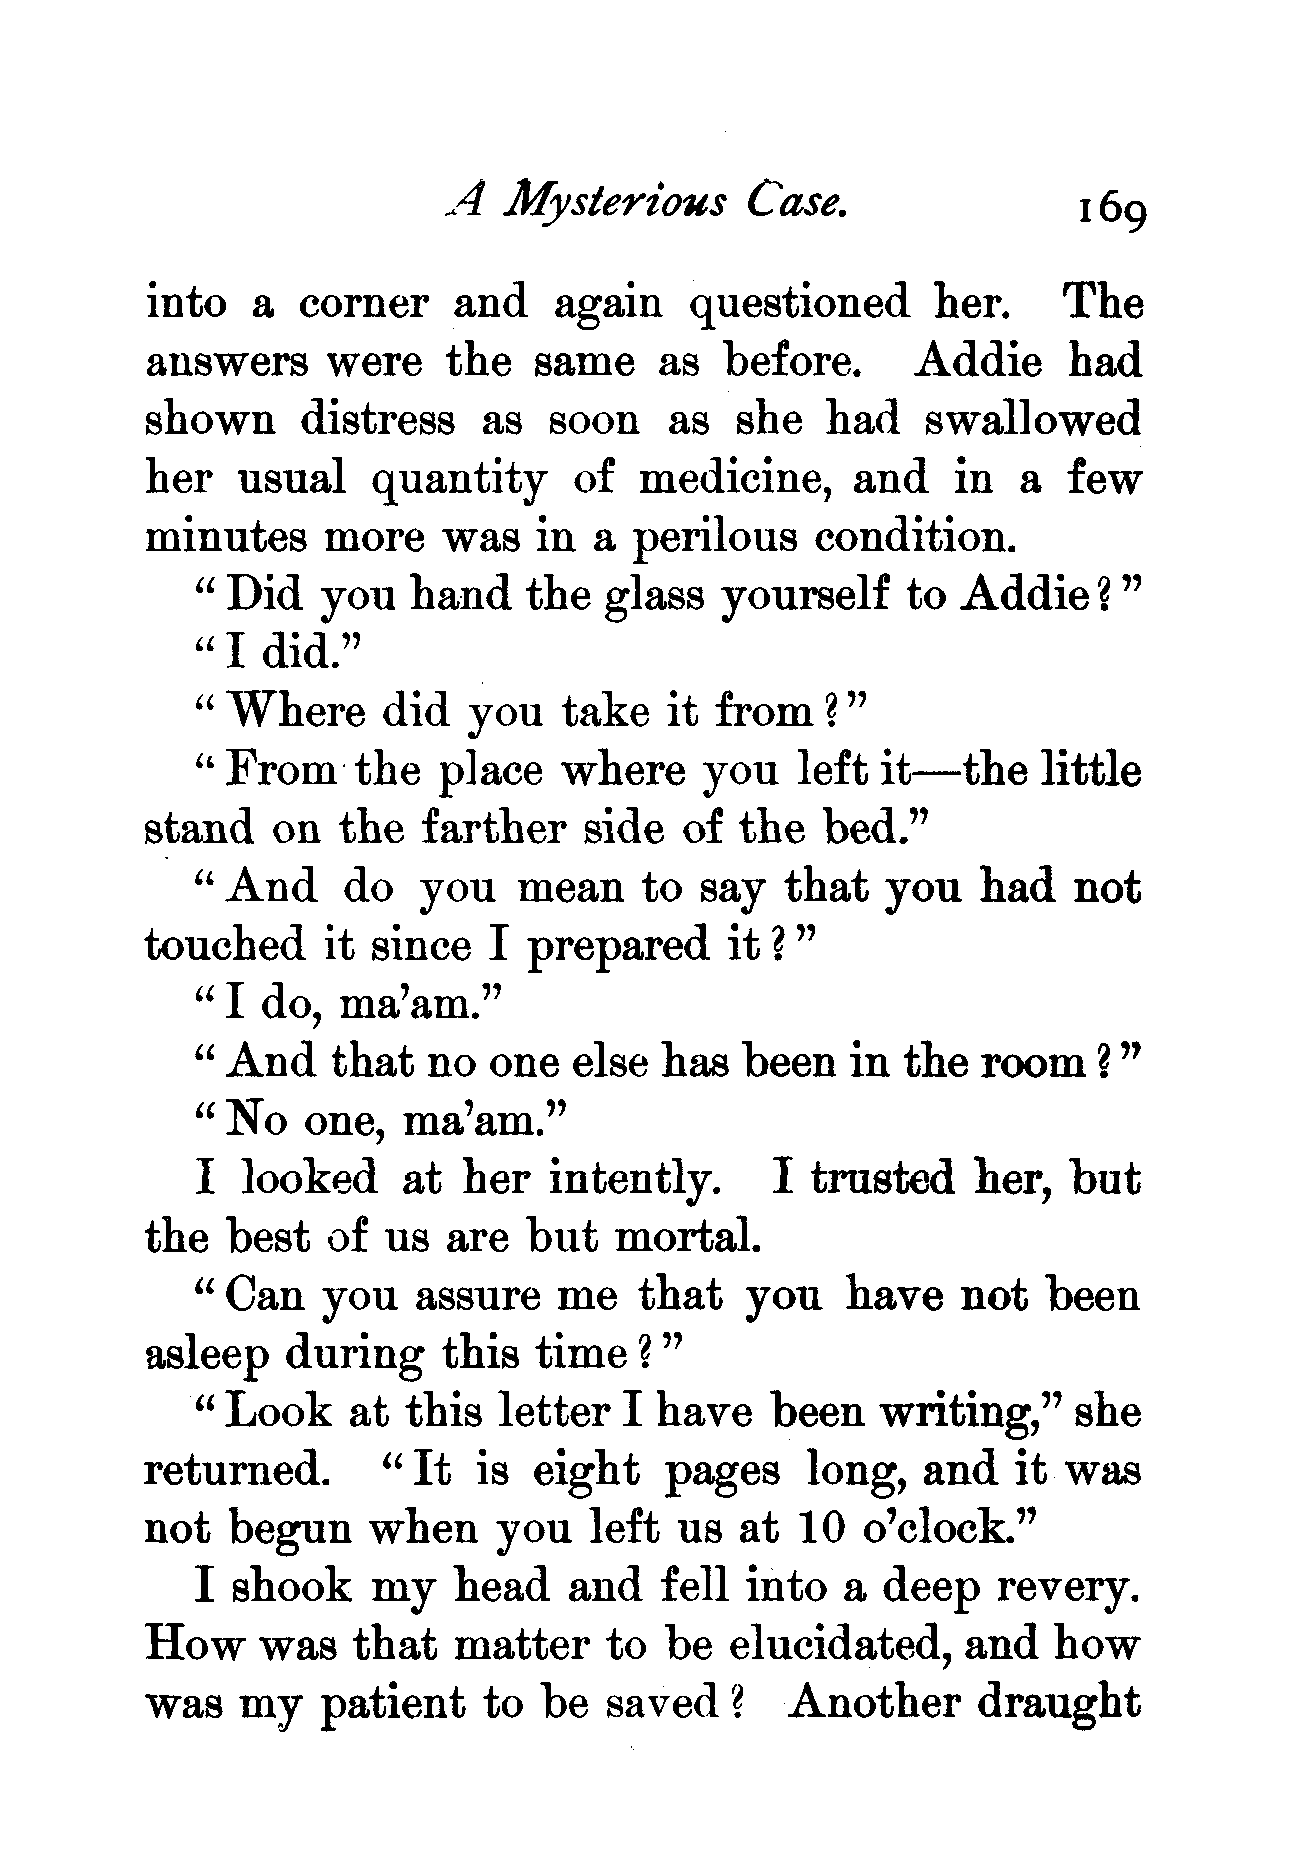 A Mysterious Case. 169
into a corner and again questioned her. The
answers were the same as before. Addie had
shown distress as soon as she had swallowed
her usual quantity of medicine, and in a few
minutes more was in a perilous condition.
"Did you hand the glass yourself to Addie?"
"I did."
"Where did you take it from?"
"From the place where you left it—the little
stand on the farther side of the bed."
"And do you mean to say that you had not
touched it since I prepared it?"
"I do, ma'am."
"And that no one else has been in the room?"
"No one, ma'am."
I looked at her intently. I trusted her, but
the best of us are but mortal.
"Can you assure me that you have not been
asleep during this time?"
"Look at this letter I have been writing," she
returned. "It is eight pages long, and it was
not begun when you left us at 10 o'clock."
I shook my head and fell into a deep revery.
How was that matter to be elucidated, and how
was my patient to be saved? Another draught